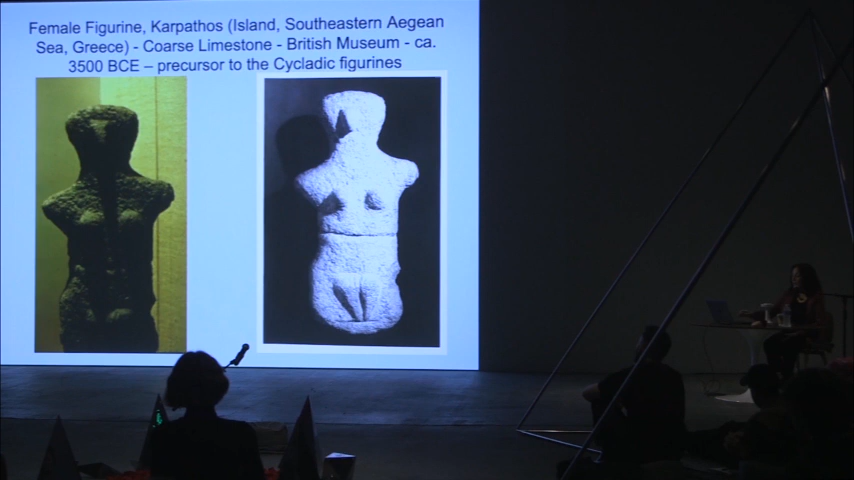 Female Figurine, Karpathos (Island, Southeastern Aegean
Sea, Greece) - Coarse Limestone - British Museum - ca.
3500 BCE – precursor to the Cycladic figurines